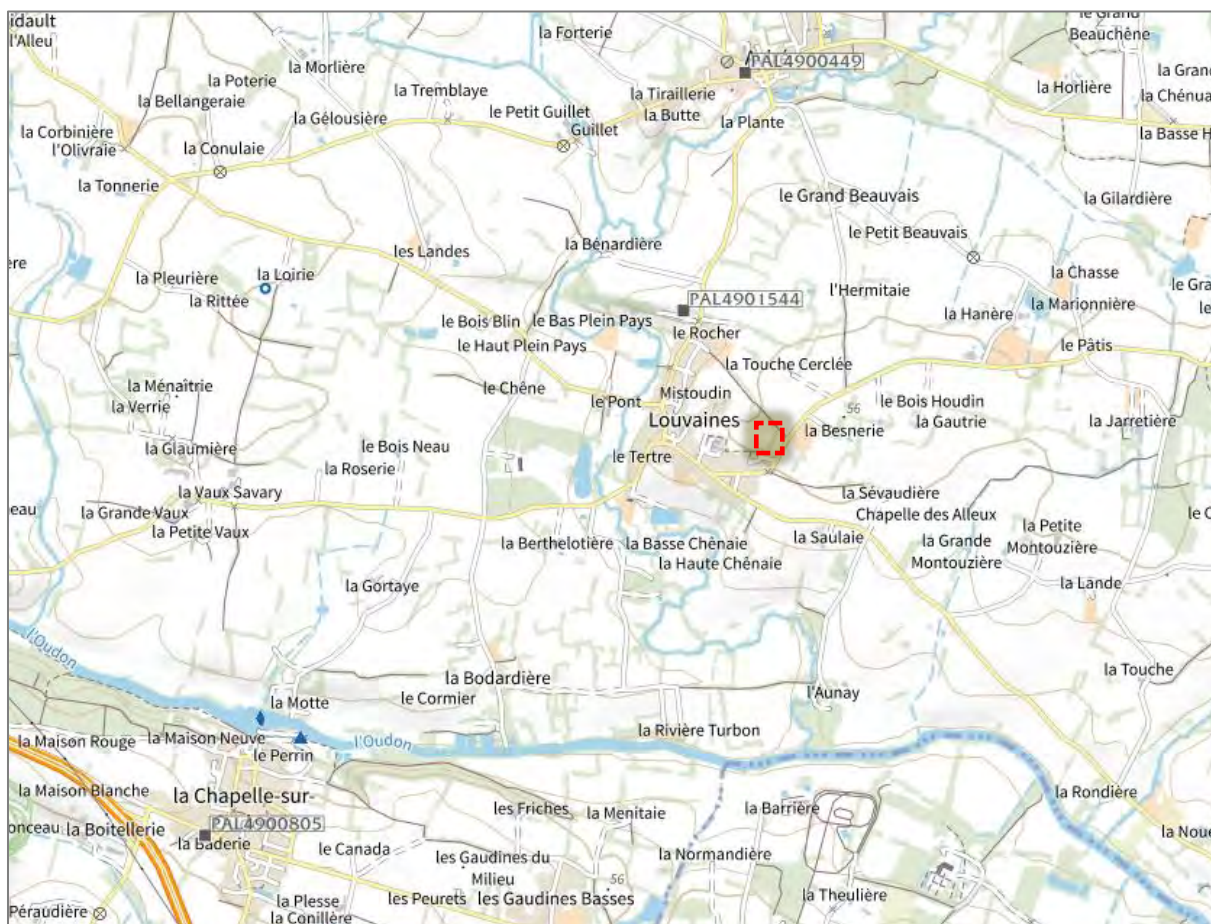 idault
l'Alleu
la Forterie
le Grand
Beauchêne
la Morlière
la Poterie
la Bellangeraie
la Tremblaye
PAL4900449
la Tiraillerie
la Butte
la Horlière
la Grand
la Chénua
la Corbinière
l'Olivraie
la Gélousière
le Petit Guillet
Guillet
la Plante
la Basse H
la Conulaie
la Tonnerie
le Grand Beauvais
la Gilardière
les Landes
la Bénardière
le Petit Beauvais
ère
la Pleurière
la Loirie
la Rittée
PAL4901544
l'Hermitaie
la Chasse
la Marionnière
le Gra
le
le Bois Blin
le Bas Plein Pays
le Haut Plein Pays
le Rocher
la Hanère
le Pâtis
la Touche Cerclée
la Ménaîtrie
la Verrie
le Chêne
le Pont
Mistoudin
Louvaines
56
le Bois Houdin
la Gautrie
la Jarretière
la Besnerie
la Glaumière
le Bois Neau
la Roserie
le Tertre
la Vaux Savary
la Grande Vaux
la Petite Vaux
eau
la Sévaudière
Chapelle des Alleux
le C
la Berthelotière
la Basse Chênaie
la Haute Chênaie
la Saulaie
la Grande
Montouzière
la Petite
Montouzière
la Gortaye
la Lande
l'Oudon
la Bodardière
la Touche
la Motte
le Cormier
l'Aunay
la Rivière Turbon
la Maison Rouge
la Maison Neuve
le Perrin
l'Oudon
la Maison Blanche
la Chapelle-sur-
la Rondière
les Friches
la Menitaie
la Barrière
onceau
la Boitellerie
PAL4900805
la Baderie
le Canada
les Gaudines du
Milieu
la Normandière
la Noue
la Plesse
la Conillère
les Peurets
les Gaudines Basses
56
la Theulière
Péraudière